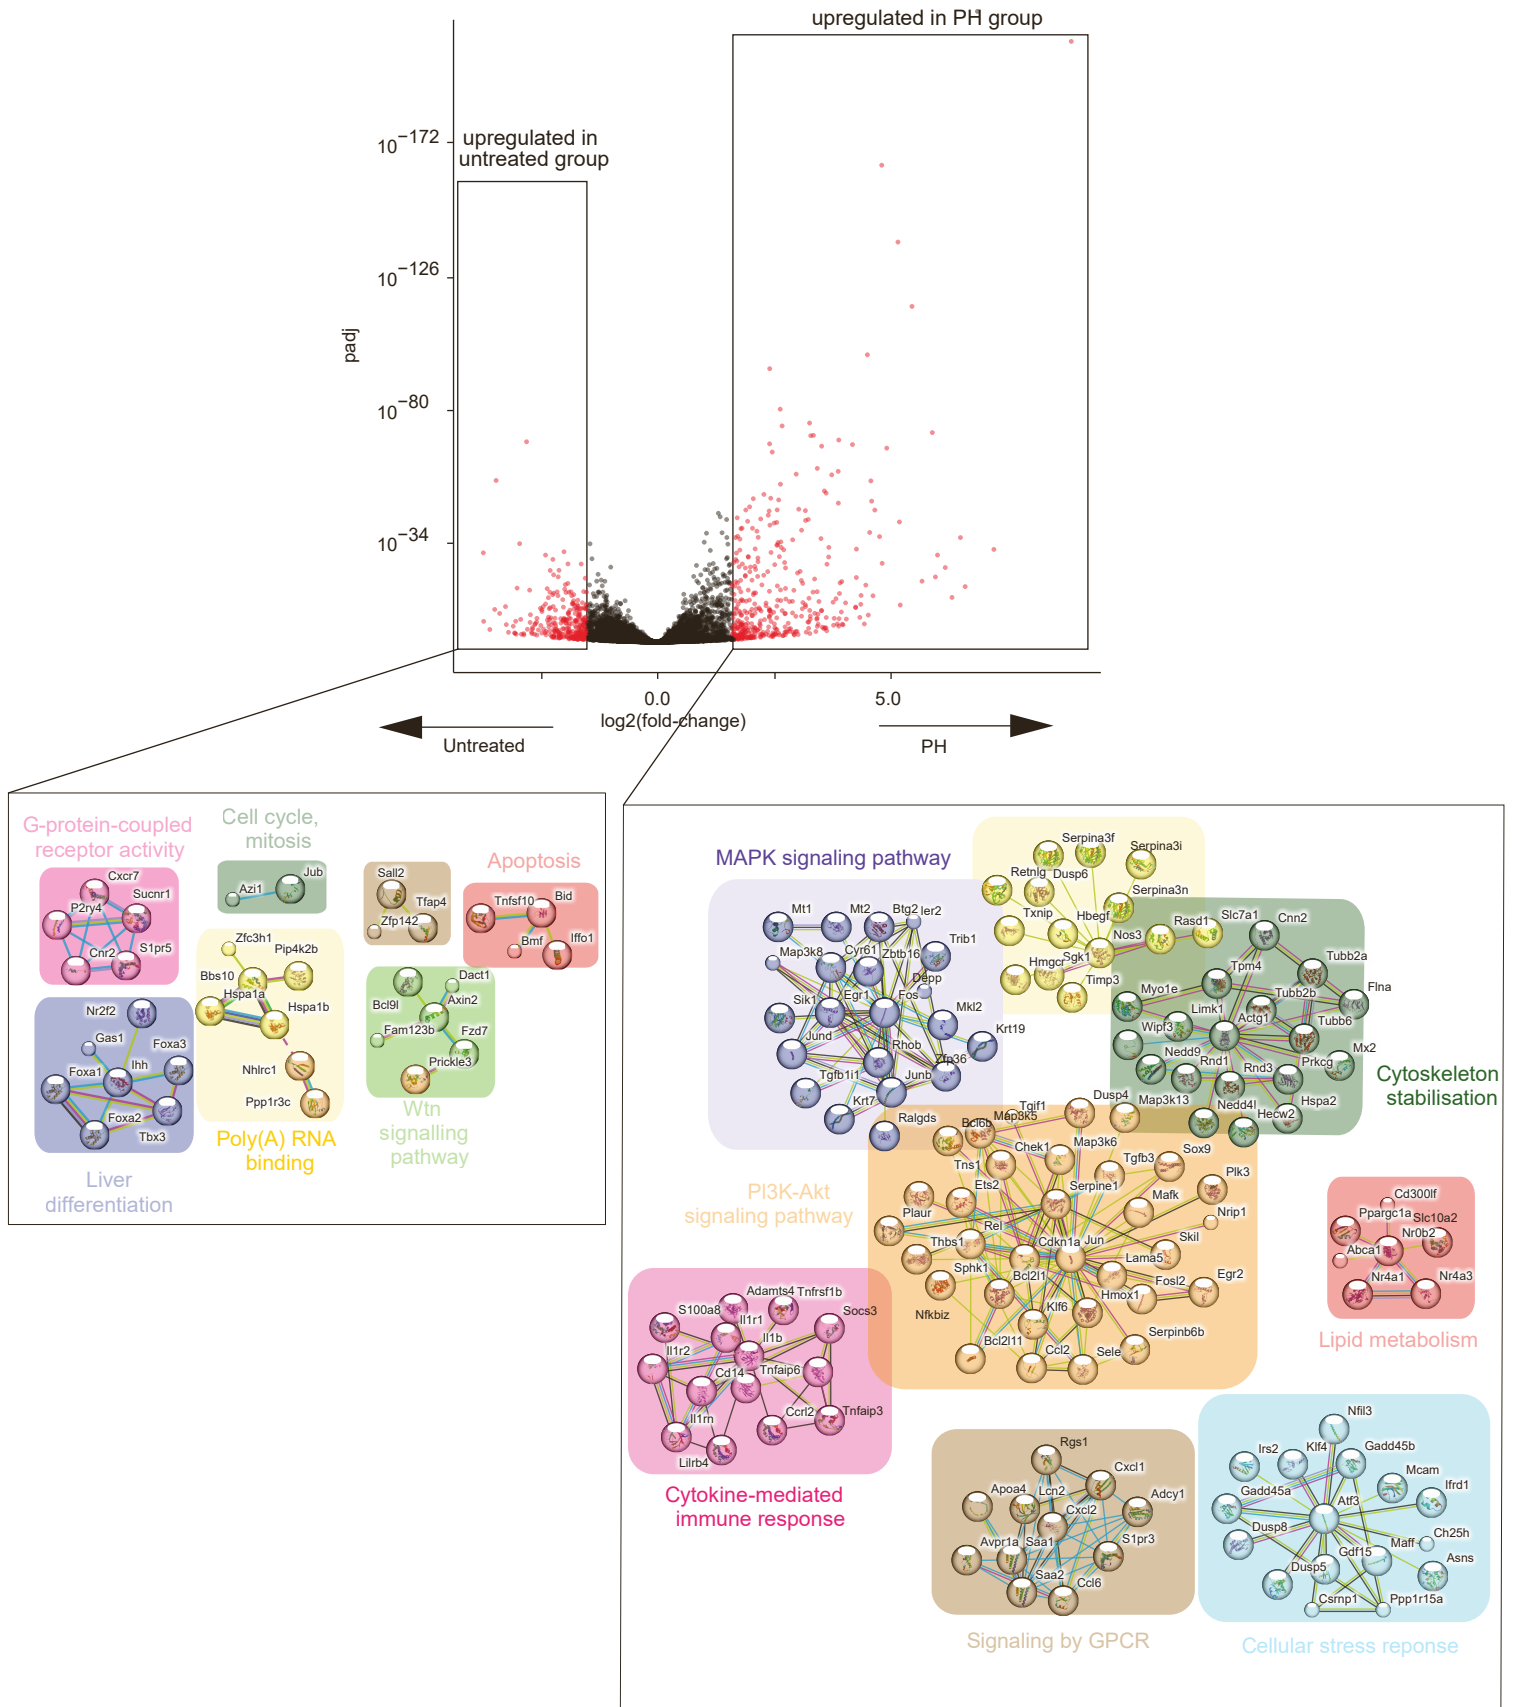 upregulated in PH group
upregulated in
untreated group
10−172
10−126
10−80
10−34
padj
0.0
5.0
log2(fold-change)
Untreated
PH
G-protein-coupled
receptor activity
Cxcr7
Sucnr1
P2ry4
Cnr2
S1pr5
Cell cycle,
mitosis
Azi1
Jub
Sall2
Tfap4
Zfp142
Apoptosis
Tnfsf10
Bid
Bmf
Iffo1
Zfc3h1
Pip4k2b
Bbs10
Hspa1a
Hspa1b
Nhlrc1
Ppp1r3c
Poly(A) RNA
binding
Dact1
Bcl9l
Axin2
Fam123b
Fzd7
Prickle3
Wtn
signalling
pathway
Nr2f2
Gas1
Foxa3
Foxa1
Ihh
Foxa2
Tbx3
Liver
differentiation
MAPK signaling pathway
Mt1
Mt2
Btg2
Ier2
Trib1
Map3k8
Cyr61
Zbtb16
Depp
Sik1
Egr1
Fos
Mkl2
Krt19
Jund
Rhob
Zfp36
Tgfb1i1
Junb
Krt7
Ralgds
Serpina3f
Serpina3i
Retnlg
Dusp6
Serpina3n
Txnip
Hbegf
Rasd1
Nos3
Sgk1
Hmgcr
Timp3
Slc7a1
Cnn2
Tubb2a
Tpm4
Flna
Myo1e
Tubb2b
Limk1
Actg1
Tubb6
Wipf3
Mx2
Nedd9
Rnd1
Rnd3
Prkcg
Hspa2
Map3k13
Nedd4l
Hecw2
Cytoskeleton
stabilisation
Dusp4
Tgif1
Map3k5
Bcl6b
Chek1
Map3k6
Sox9
Tns1
Tgfb3
Plk3
Ets2
Serpine1
Mafk
Nrip1
Plaur
Rel
Skil
Thbs1
Cdkn1a
Jun
Lama5
Sphk1
Bcl2l1
Fosl2
Egr2
Hmox1
Nfkbiz
Klf6
Serpinb6b
Bcl2l11
Ccl2
Sele
PI3K-Akt
signaling pathway
Cd300lf
Ppargc1a
Slc10a2
Nr0b2
Abca1
Nr4a1
Nr4a3
Lipid metabolism
Adamts4
Tnfrsf1b
S100a8
Socs3
Il1r1
Il1b
Il1r2
Cd14
Tnfaip6
Il1rn
Ccrl2
Tnfaip3
Lilrb4
Cytokine-mediated
immune response
Rgs1
Cxcl1
Apoa4
Lcn2
Adcy1
Cxcl2
Avpr1a
Saa1
S1pr3
Saa2
Ccl6
Signaling by GPCR
Nfil3
Irs2
Klf4
Gadd45b
Mcam
Gadd45a
Atf3
Ifrd1
Dusp8
Ch25h
Maff
Gdf15
Asns
Dusp5
Csrnp1
Ppp1r15a
Cellular stress reponse